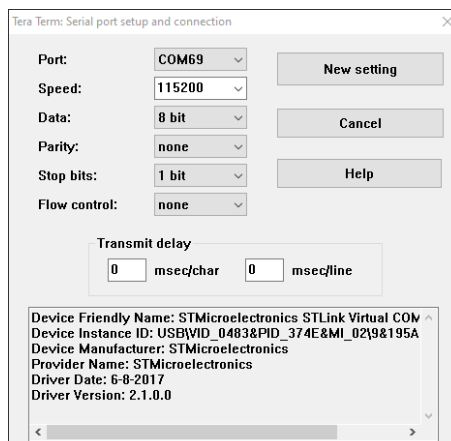 Tera Term: Serial port setup and connection
Port: COM69
New setting
Speed: 115200
Data: 8 bit
Cancel
Parity: none
Stop bits: 1 bit
Help
Flow control: none
Transmit delay
0 msec/char 0 msec/line
Device Friendly Name: STMicroelectronics STLink Virtual COM
Device Instance ID: USB\VID_0483&PID_374E&MI_02\9&195A
Device Manufacturer: STMicroelectronics
Provider Name: STMicroelectronics
Driver Date: 6-8-2017
Driver Version: 2.1.0.0